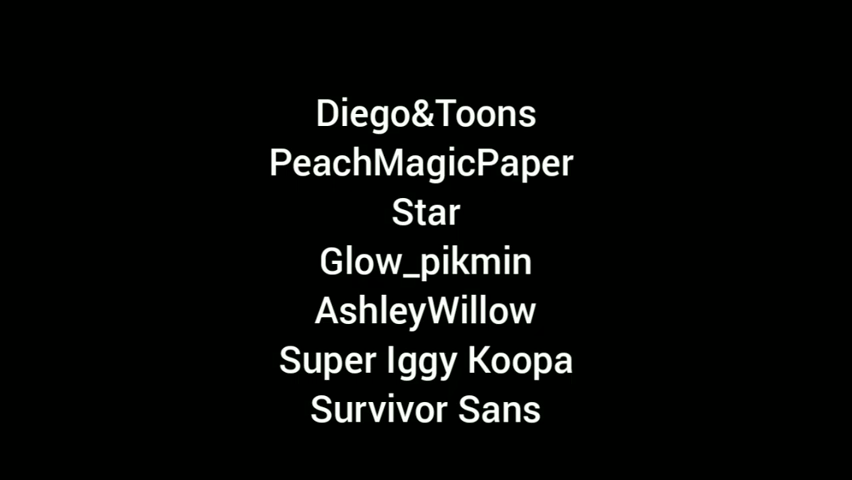 Diego&Toons
PeachMagicPaper
Star
Glow_pikmin
AshleyWillow
Super Iggy Koopa
Survivor Sans